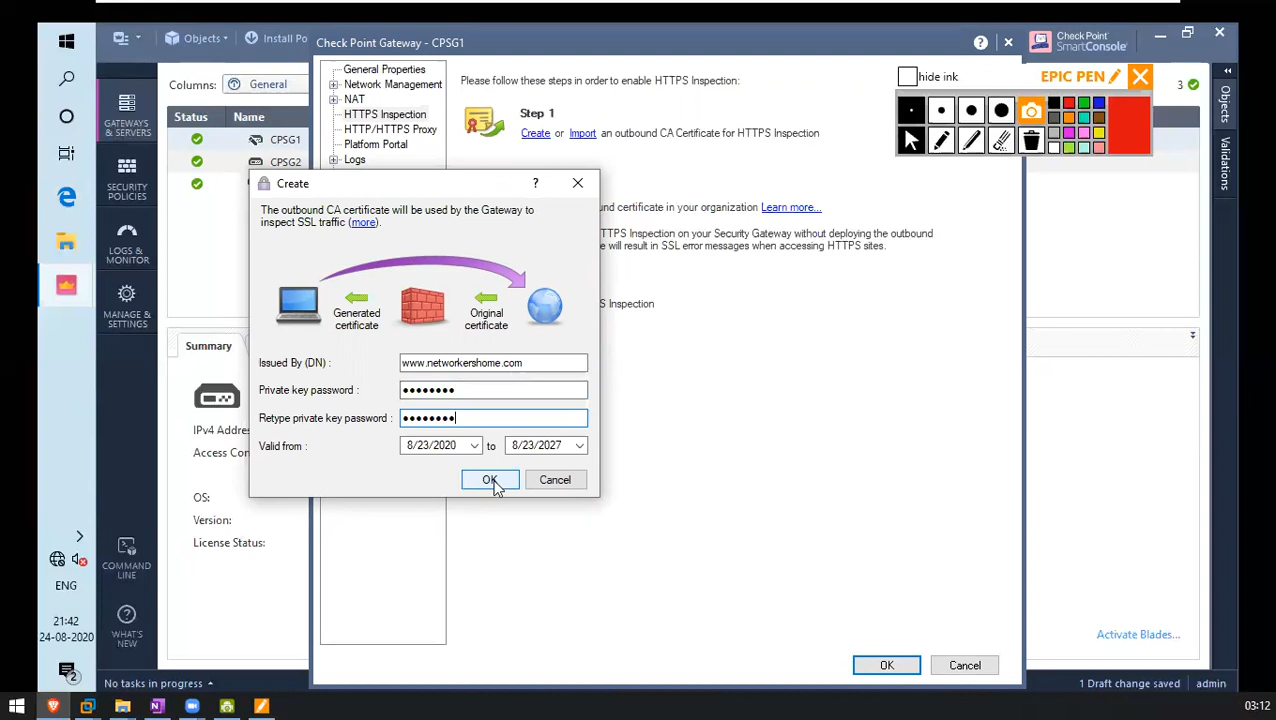 Objects
Install Po
Check Point Gateway - CPSG1
Check Point
SmartConsole
Columns:
General
Status
Name
CPSG1
CPSG2
GATEWAYS
& SERVERS
SECURITY
POLICIES
LOGS &
MONITOR
MANAGE &
SETTINGS
COMMAND
LINE
WHAT'S
NEW
General Properties
Network Management
NAT
HTTPS Inspection
HTTP/HTTPS Proxy
Platform Portal
Logs
Please follow these steps in order to enable HTTPS Inspection:
Step 1
Create or Import an outbound CA Certificate for HTTPS Inspection
d certificate in your organization Learn more...
TTPS Inspection on your Security Gateway without deploying the outbound
e will result in SSL error messages when accessing HTTPS sites.
S Inspection
hide ink
EPIC PEN
3
Objects
Validations
Create
?
The outbound CA certificate will be used by the Gateway to
inspect SSL traffic (more).
Generated
certificate
Original
certificate
Issued By (DN) :
www.networkershome.com
Private key password :
••••••••
Retype private key password :
••••••••
Valid from :
8/23/2020
to
8/23/2027
OK
Cancel
Summary
IPv4 Addre
Access Con
OS:
Version:
License Status:
Activate Blades...
OK
Cancel
ENG
21:42
24-08-2020
2
No tasks in progress
1 Draft change saved
admin
03:12